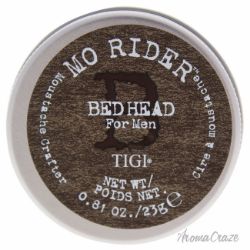 MO RIDER
Moustache Crafter
Cire à moustache
B
BED HEAD
For Men
TIGI®
NET WT/
POIDS NET.
0.81 OZ./23g
AromaCraze